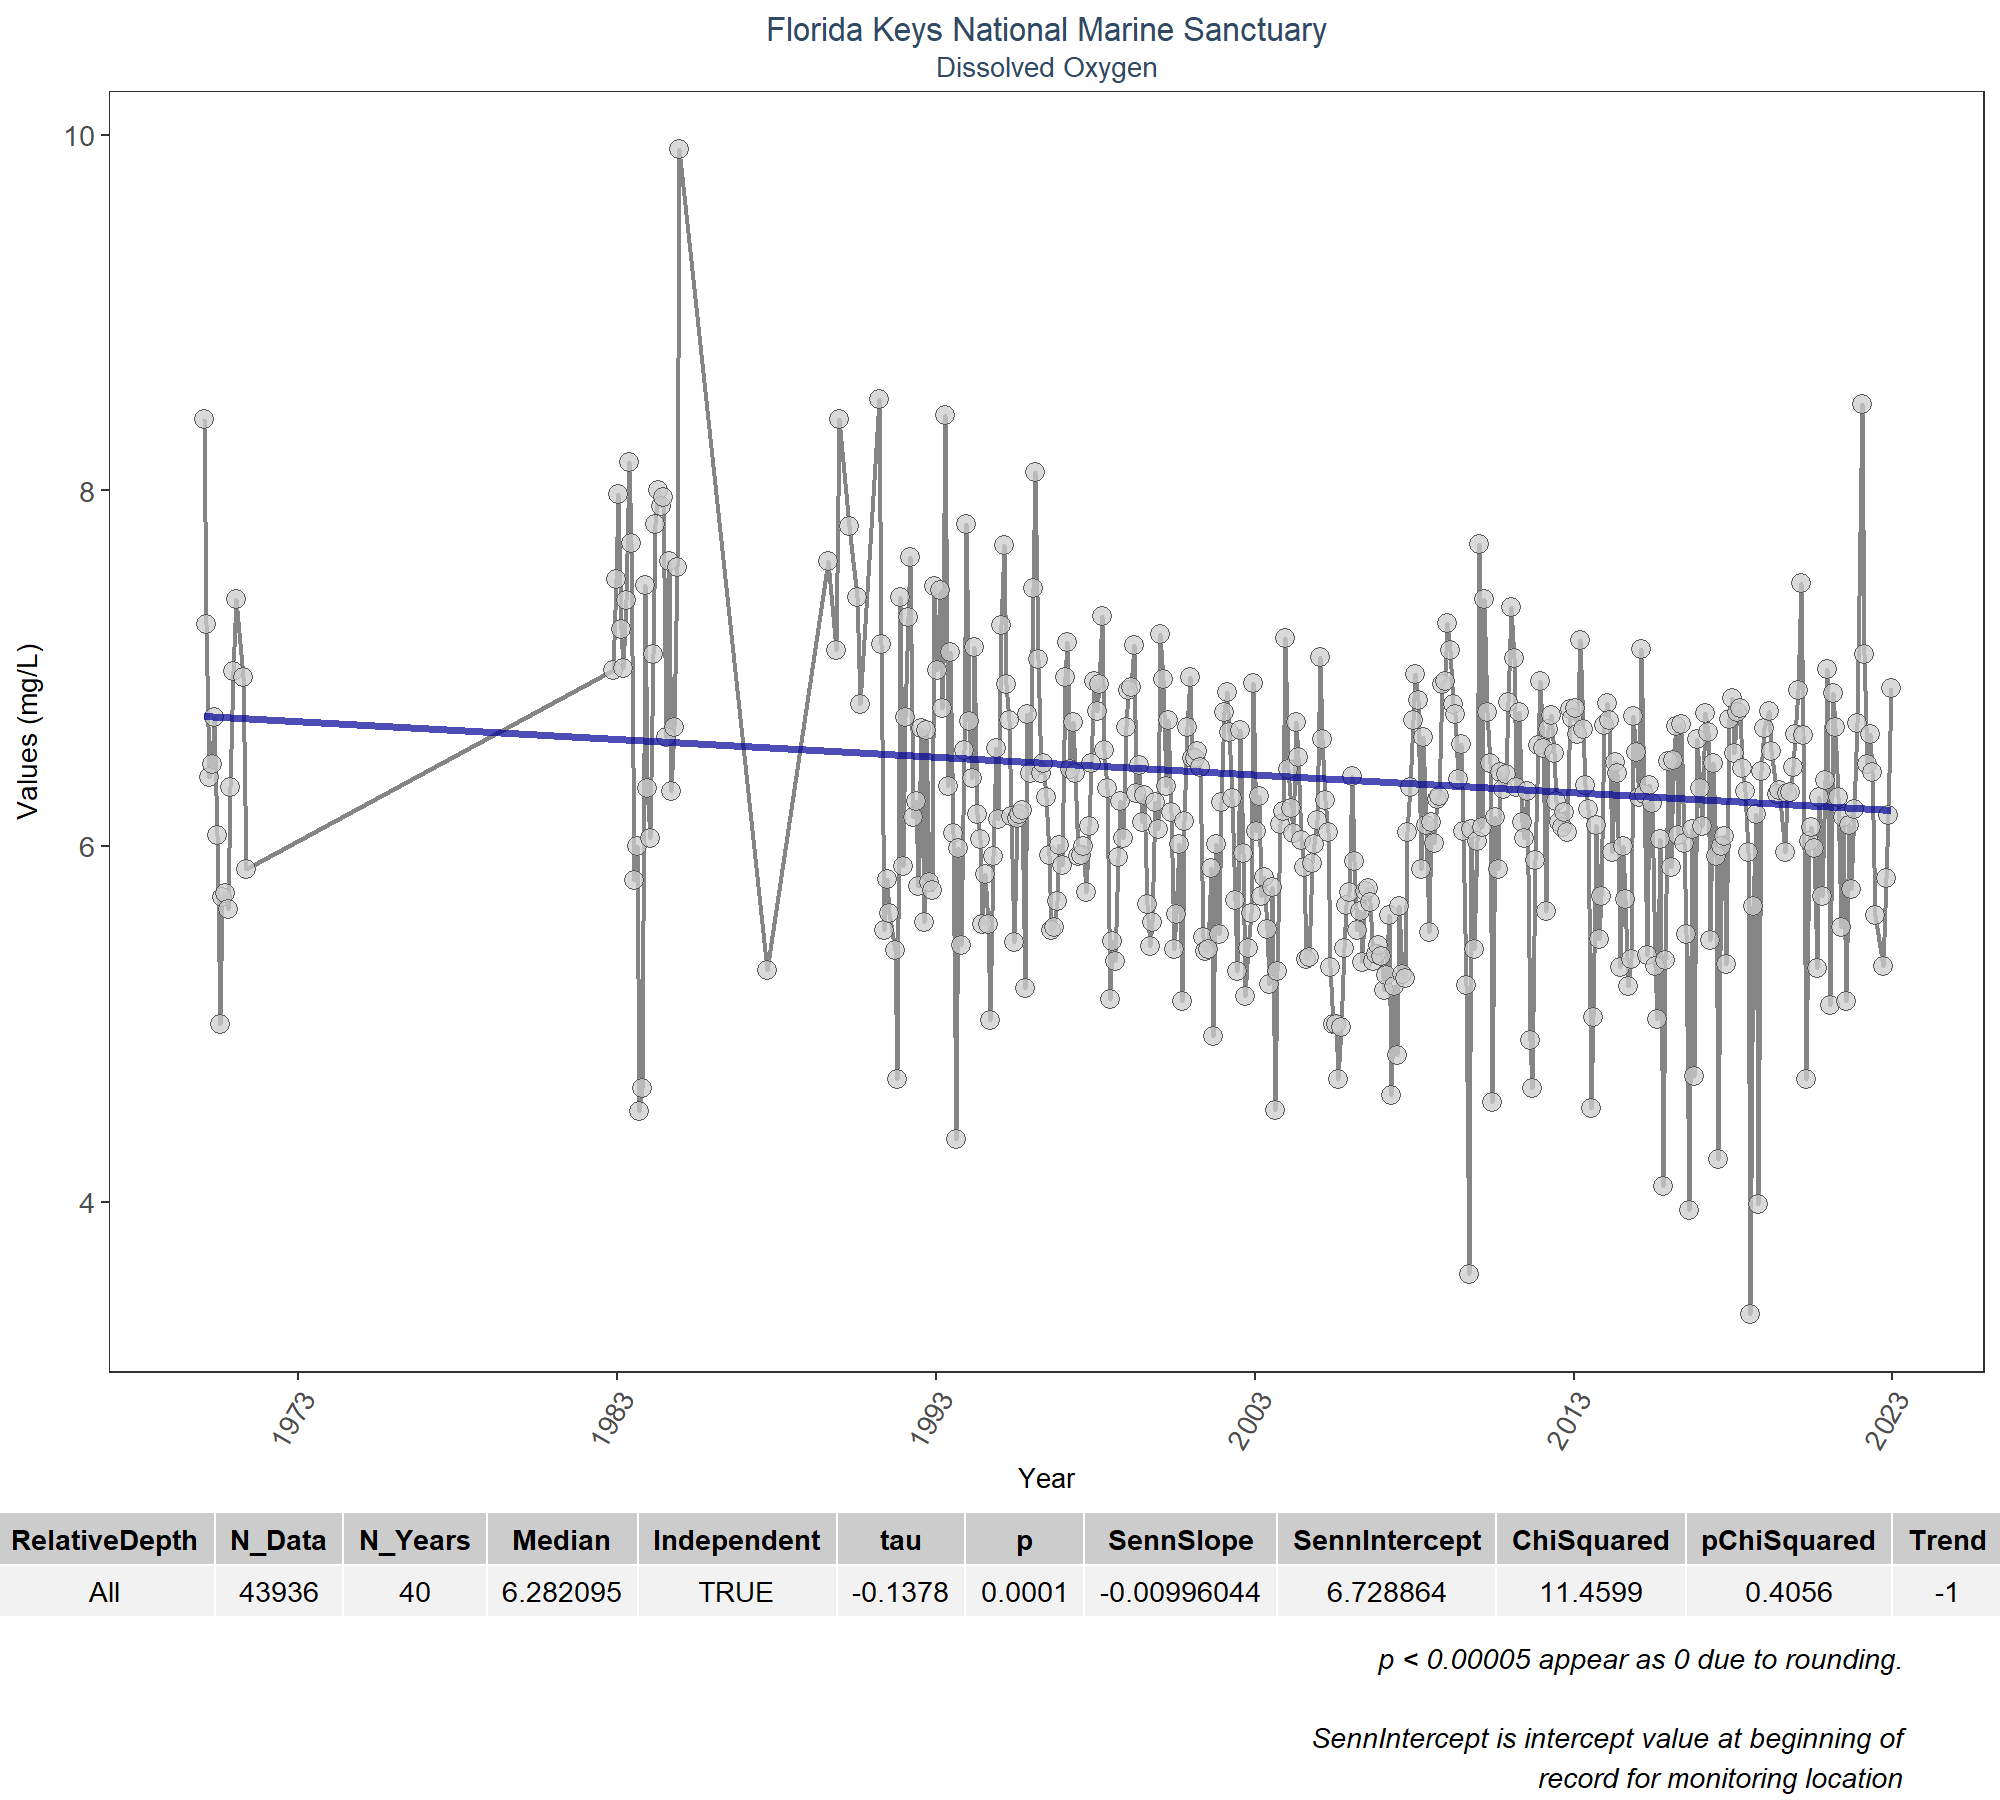 Florida Keys National Marine Sanctuary
Dissolved Oxygen
Values (mg/L)
10
8
6
4
1973 1983 1993 2003 2013 2023
Year
RelativeDepth N_Data N_Years Median Independent tau p SennSlope SennIntercept ChiSquared pChiSquared Trend
All 43936 40 6.282095 TRUE -0.1378 0.0001 -0.00996044 6.728864 11.4599 0.4056 -1
p < 0.00005 appear as 0 due to rounding.
SennIntercept is intercept value at beginning of
record for monitoring location